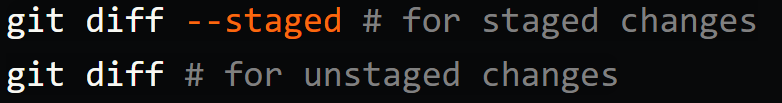 git diff --staged # for staged changes
git diff # for unstaged changes